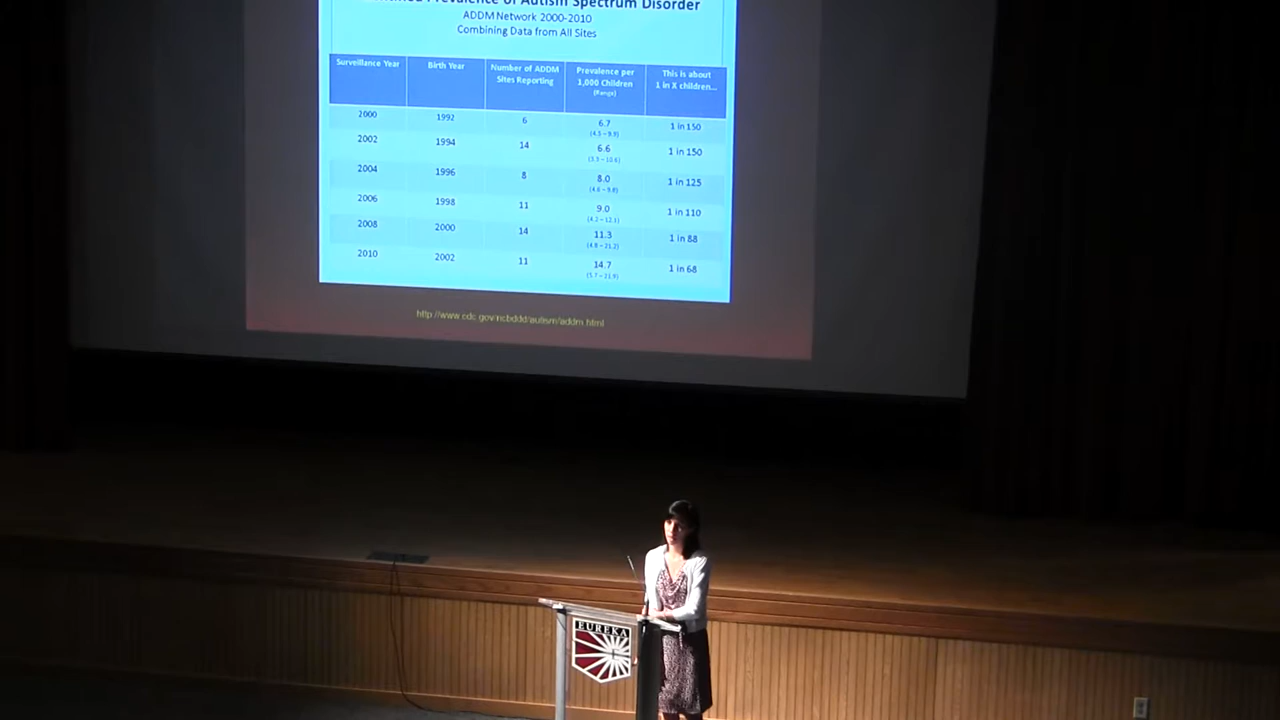 Prevalence of Autism Spectrum Disorder
ADDM Network 2000-2010
Combining Data from All Sites
Surveillance Year Birth Year Number of ADDM Sites Reporting Prevalence per 1,000 Children (Range) This is about 1 in X children...
2000 1992 6 6.7 (4.5 – 9.9) 1 in 150
2002 1994 14 6.6 (3.3 – 10.6) 1 in 150
2004 1996 8 8.0 (4.6 – 9.8) 1 in 125
2006 1998 11 9.0 (4.2 – 12.1) 1 in 110
2008 2000 14 11.3 (4.8 – 21.2) 1 in 88
2010 2002 11 14.7 (5.7 – 21.9) 1 in 68
http://www.cdc.gov/ncbddd/autism/addm.html
EUREKA